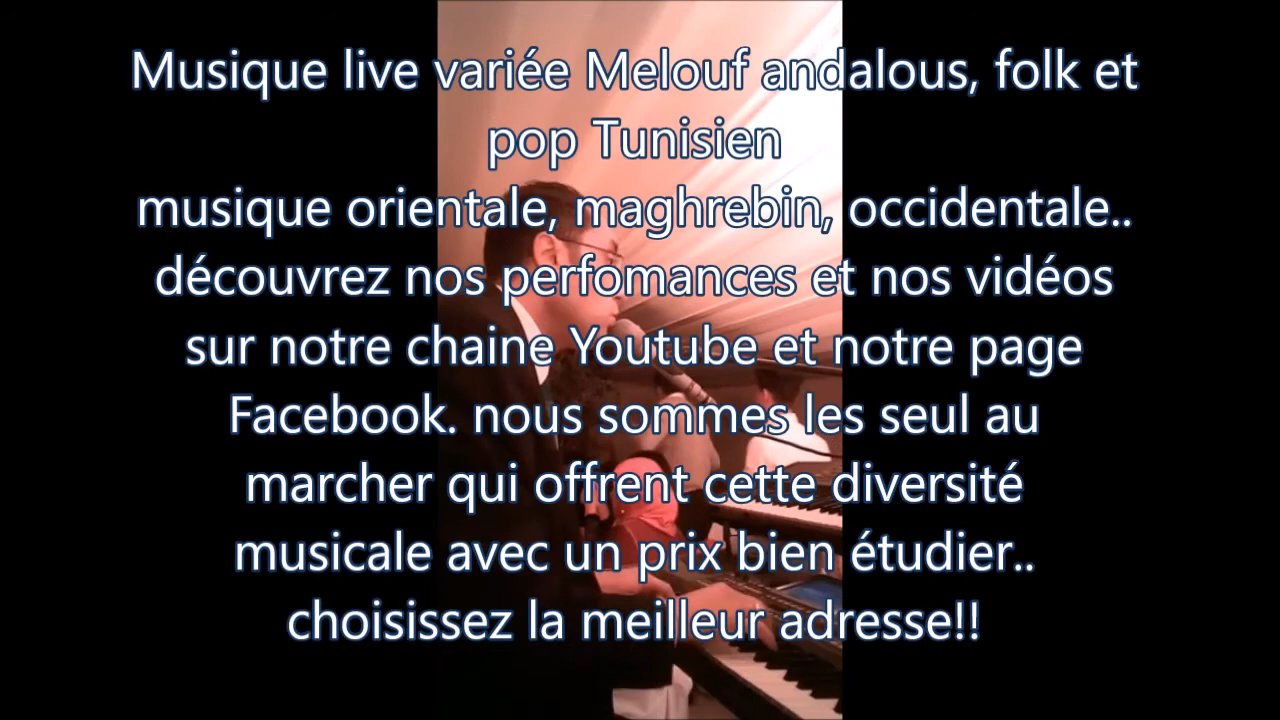 Musique live variée Melouf andalous, folk et
pop Tunisien
musique orientale, maghrebin, occidentale..
découvrez nos perfomances et nos vidéos
sur notre chaine Youtube et notre page
Facebook. nous sommes les seul au
marcher qui offrent cette diversité
musicale avec un prix bien étudier..
choisissez la meilleur adresse!!